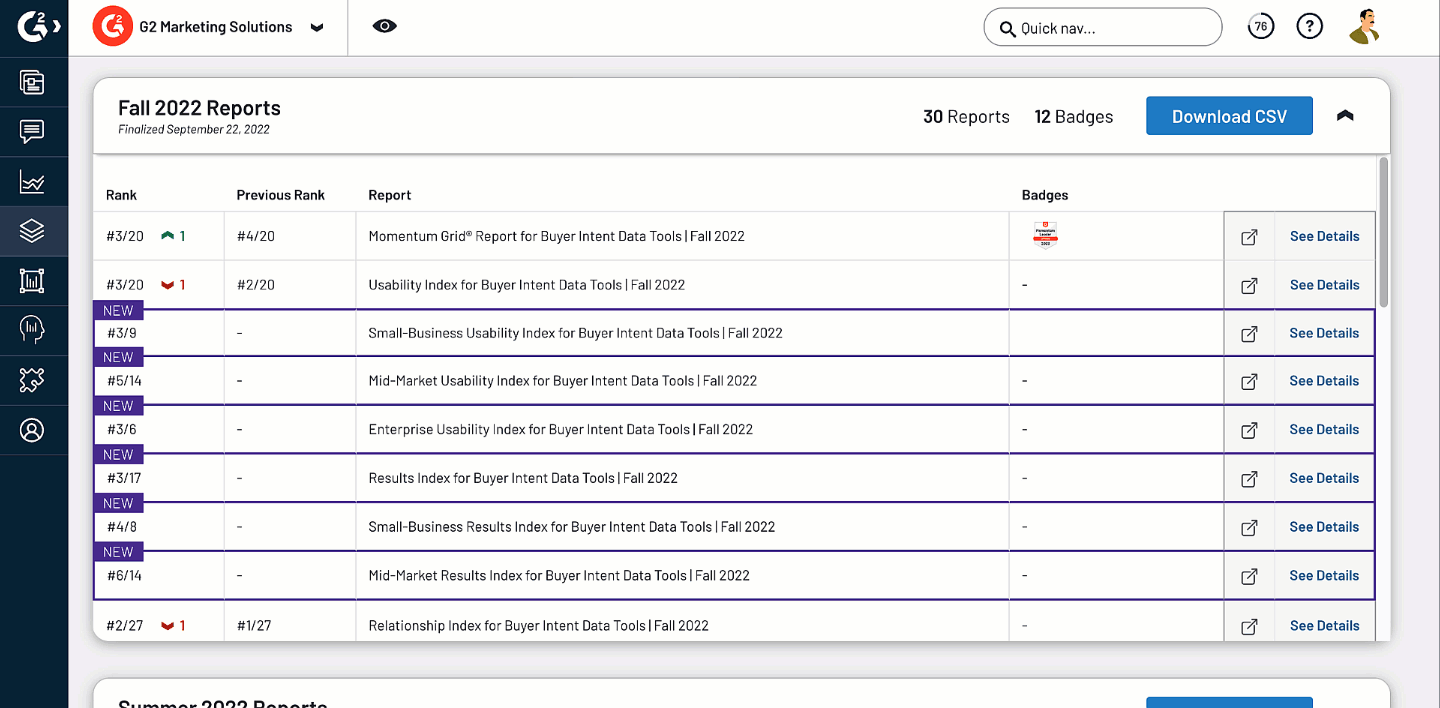 G2 Marketing Solutions
Quick nav...
76
?
Fall 2022 Reports
Finalized September 22, 2022
30 Reports 12 Badges Download CSV
Rank Previous Rank Report Badges
#3/20 1 #4/20 Momentum Grid® Report for Buyer Intent Data Tools | Fall 2022 See Details
#3/20 1 #2/20 Usability Index for Buyer Intent Data Tools | Fall 2022 - See Details
NEW
#3/9 - Small-Business Usability Index for Buyer Intent Data Tools | Fall 2022 See Details
NEW
#5/14 - Mid-Market Usability Index for Buyer Intent Data Tools | Fall 2022 - See Details
NEW
#3/6 - Enterprise Usability Index for Buyer Intent Data Tools | Fall 2022 - See Details
NEW
#3/17 - Results Index for Buyer Intent Data Tools | Fall 2022 - See Details
NEW
#4/8 - Small-Business Results Index for Buyer Intent Data Tools | Fall 2022 - See Details
NEW
#6/14 - Mid-Market Results Index for Buyer Intent Data Tools | Fall 2022 - See Details
#2/27 1 #1/27 Relationship Index for Buyer Intent Data Tools | Fall 2022 - See Details
Summer 2022 Reports